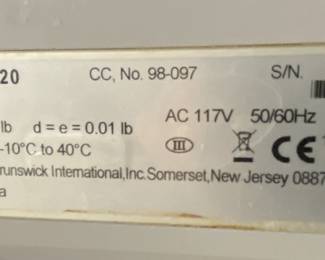 20 CC, No. 98-097 S/N.
lb d = e = 0.01 lb AC 117V 50/60Hz
-10°C to 40°C III CE
runswick International,Inc.Somerset,New Jersey 0887
a